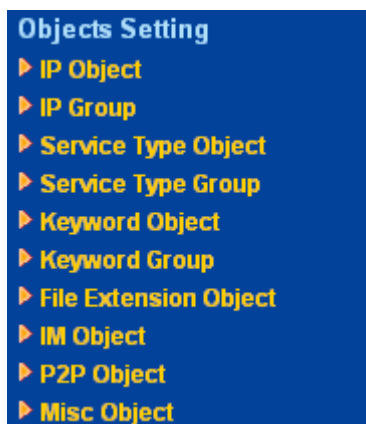 Objects Setting
IP Object
IP Group
Service Type Object
Service Type Group
Keyword Object
Keyword Group
File Extension Object
IM Object
P2P Object
Misc Object